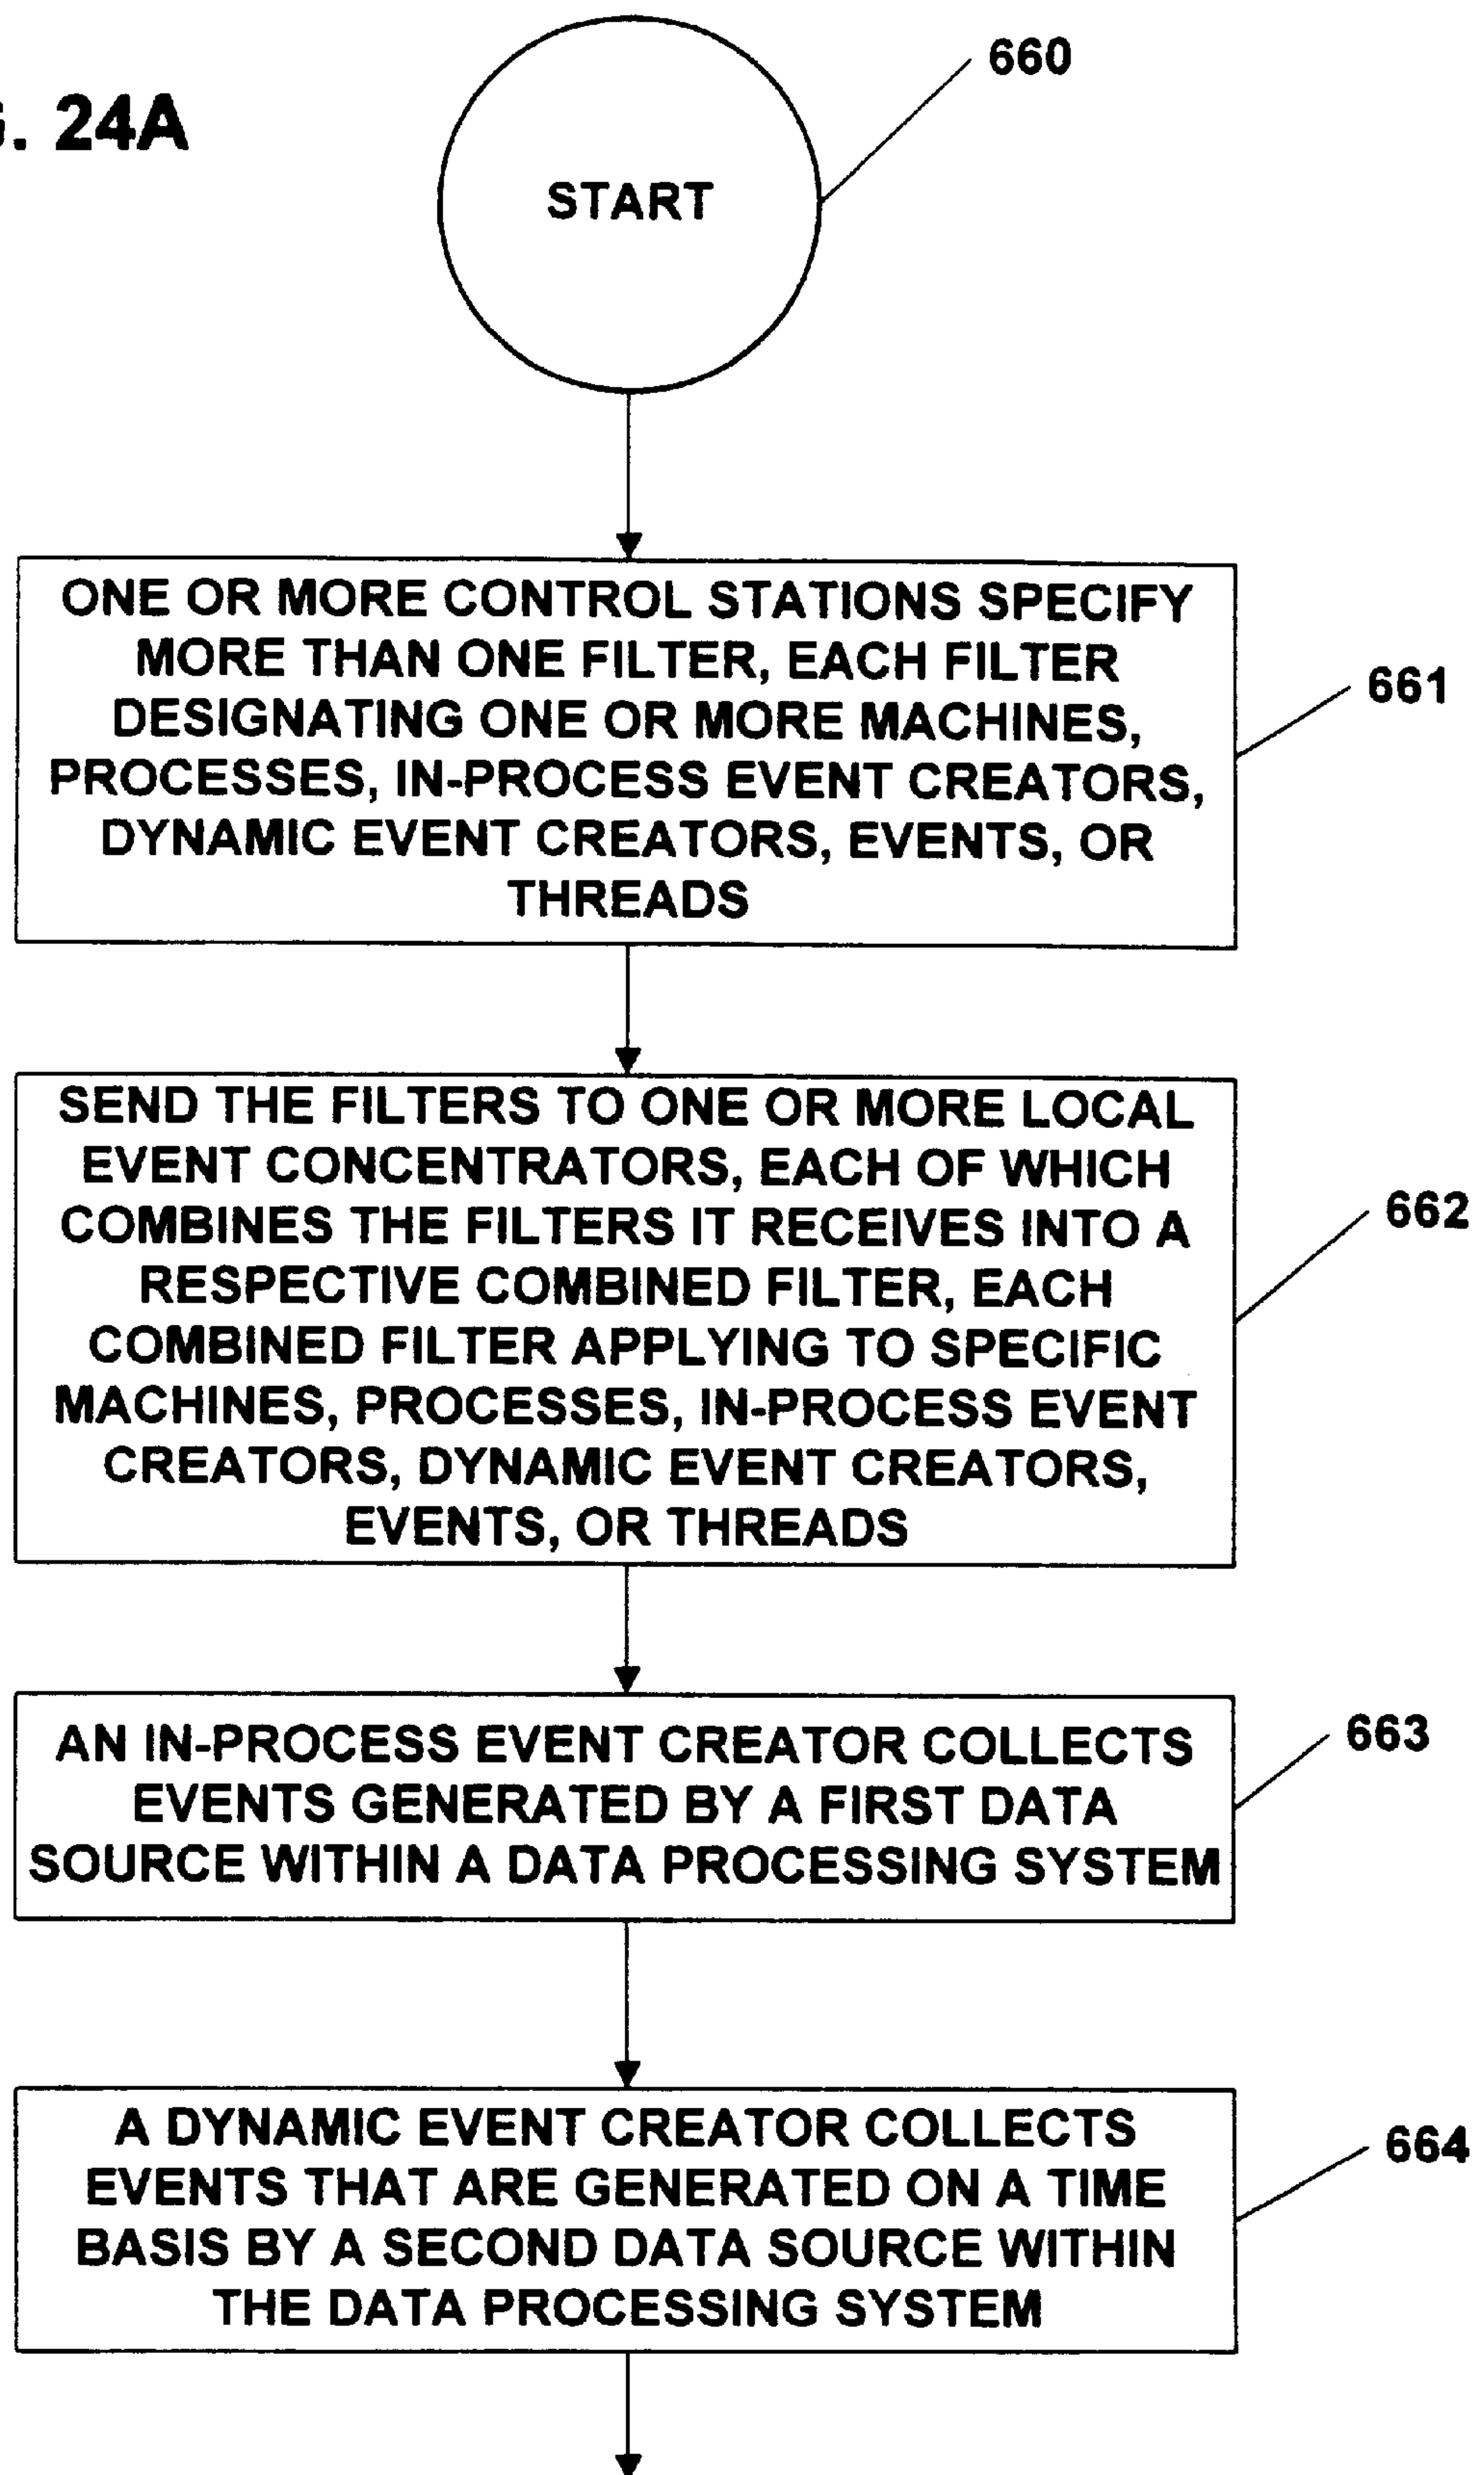 . 24A
660
START
ONE OR MORE CONTROL STATIONS SPECIFY
MORE THAN ONE FILTER, EACH FILTER
DESIGNATING ONE OR MORE MACHINES,
PROCESSES, IN-PROCESS EVENT CREATORS,
DYNAMIC EVENT CREATORS, EVENTS, OR
THREADS
661
SEND THE FILTERS TO ONE OR MORE LOCAL
EVENT CONCENTRATORS, EACH OF WHICH
COMBINES THE FILTERS IT RECEIVES INTO A
RESPECTIVE COMBINED FILTER, EACH
COMBINED FILTER APPLYING TO SPECIFIC
MACHINES, PROCESSES, IN-PROCESS EVENT
CREATORS, DYNAMIC EVENT CREATORS,
EVENTS, OR THREADS
662
AN IN-PROCESS EVENT CREATOR COLLECTS
EVENTS GENERATED BY A FIRST DATA
SOURCE WITHIN A DATA PROCESSING SYSTEM
663
A DYNAMIC EVENT CREATOR COLLECTS
EVENTS THAT ARE GENERATED ON A TIME
BASIS BY A SECOND DATA SOURCE WITHIN
THE DATA PROCESSING SYSTEM
664